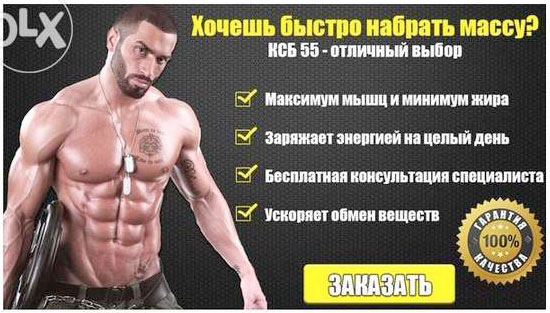 OLX
Хочешь быстро набрать массу?
КСБ 55 - отличный выбор
Максимум мышц и минимум жира
Заряжает энергией на целый день
Бесплатная консультация специалиста
Ускоряет обмен веществ
ГАРАНТИЯ
100%
КАЧЕСТВА
ЗАКАЗАТЬ